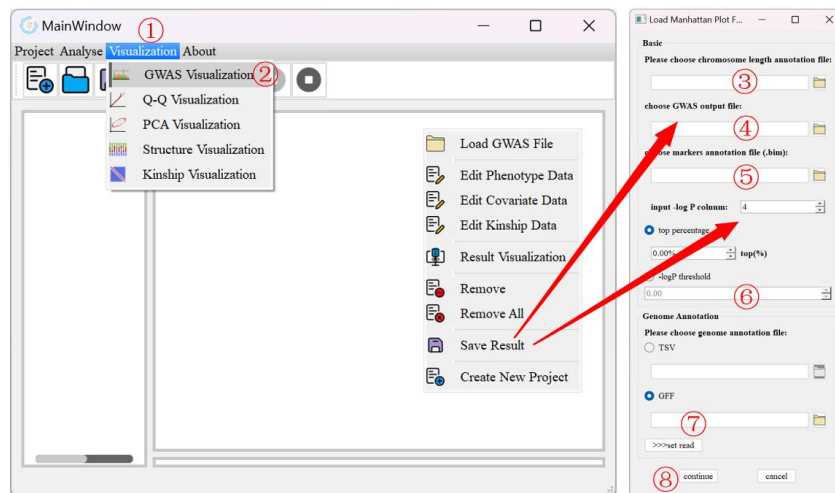 MainWindow
①
Project Analyse Visualization About
GWAS Visualization ②
Q-Q Visualization
PCA Visualization
Structure Visualization
Kinship Visualization
Load GWAS File
Edit Phenotype Data
Edit Covariate Data
Edit Kinship Data
Result Visualization
Remove
Remove All
Save Result
Create New Project
Load Manhattan Plot F...
Basic
Please choose chromosome length annotation file:
③
choose GWAS output file:
④
choose markers annotation file (.bim):
⑤
input -log P colnum: 4
top percentage
0.00% top(%)
-logP threshold
0.00 ⑥
Genome Annotation
Please choose genome annotation file:
TSV
GFF
⑦
>>>set read
⑧ continue cancel